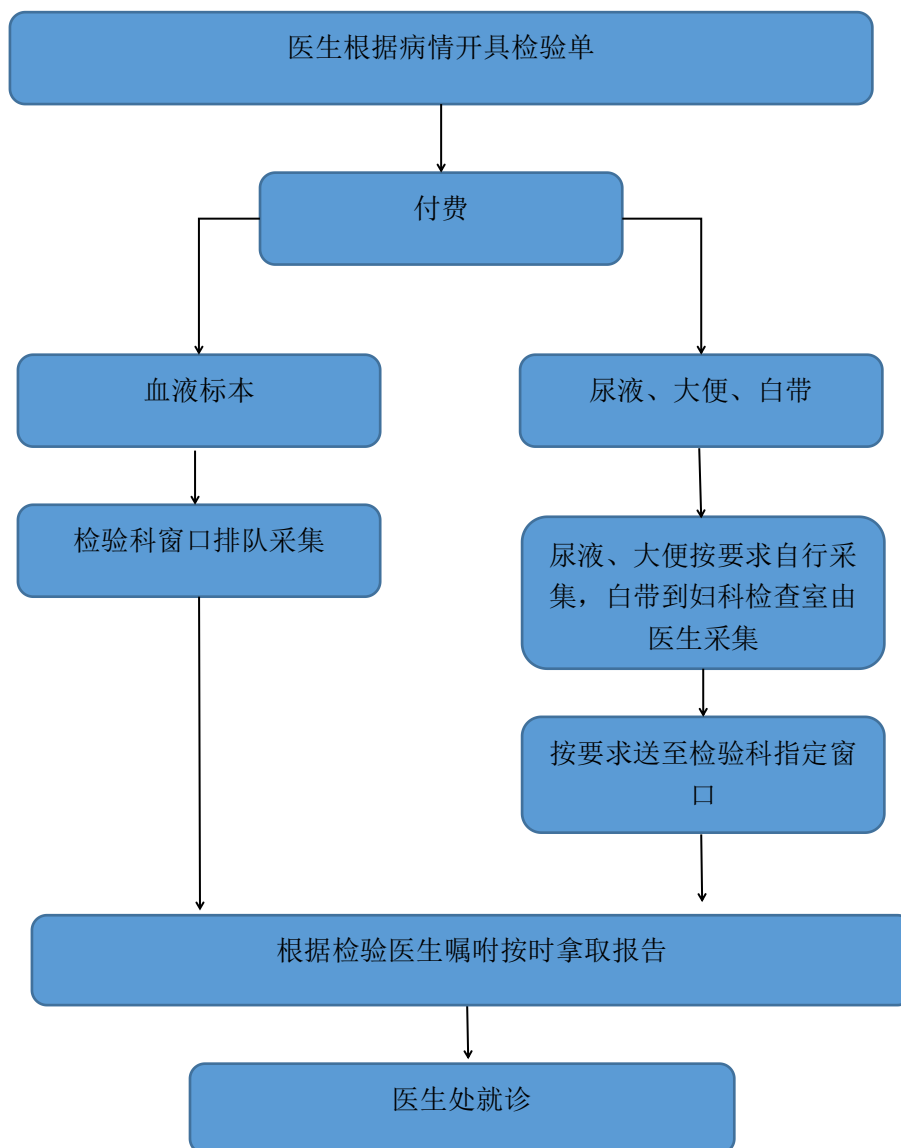 医生根据病情开具检验单
付费
血液标本
尿液、大便、白带
检验科窗口排队采集
尿液、大便按要求自行采
集，白带到妇科检查室由
医生采集
按要求送至检验科指定窗
口
根据检验医生嘱咐按时拿取报告
医生处就诊